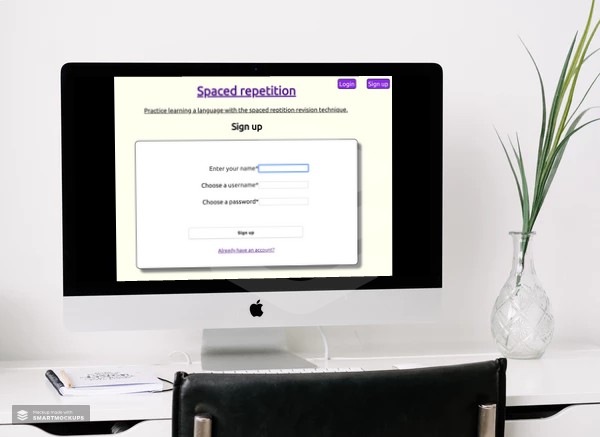 Spaced repetition
Login
Sign up
Practice learning a language with the spaced reptition revision technique.
Sign up
Enter your name*
Choose a username*
Choose a password*
Sign up
Already have an account?
Mockup made with
SMARTMOCKUPS